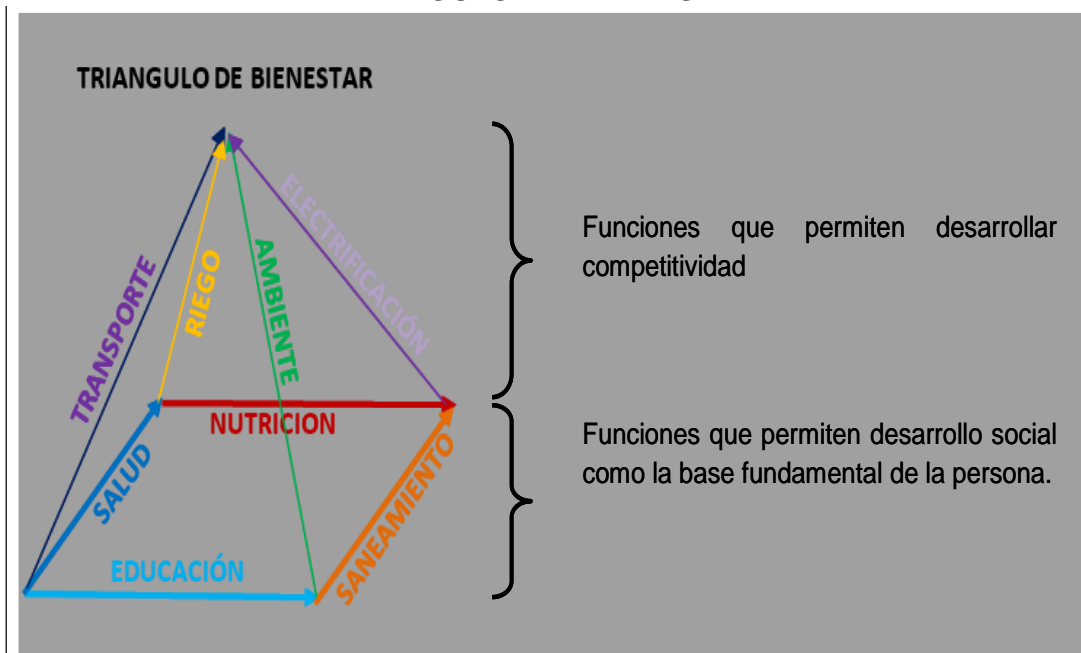 TRIANGULO DE BIENESTAR
ELECTRIFICACIÓN
TRANSPORTE
RIEGO
AMBIENTE
Funciones que permiten desarrollar
competitividad
NUTRICION
SALUD
SANEAMIENTO
EDUCACIÓN
Funciones que permiten desarrollo social
como la base fundamental de la persona.